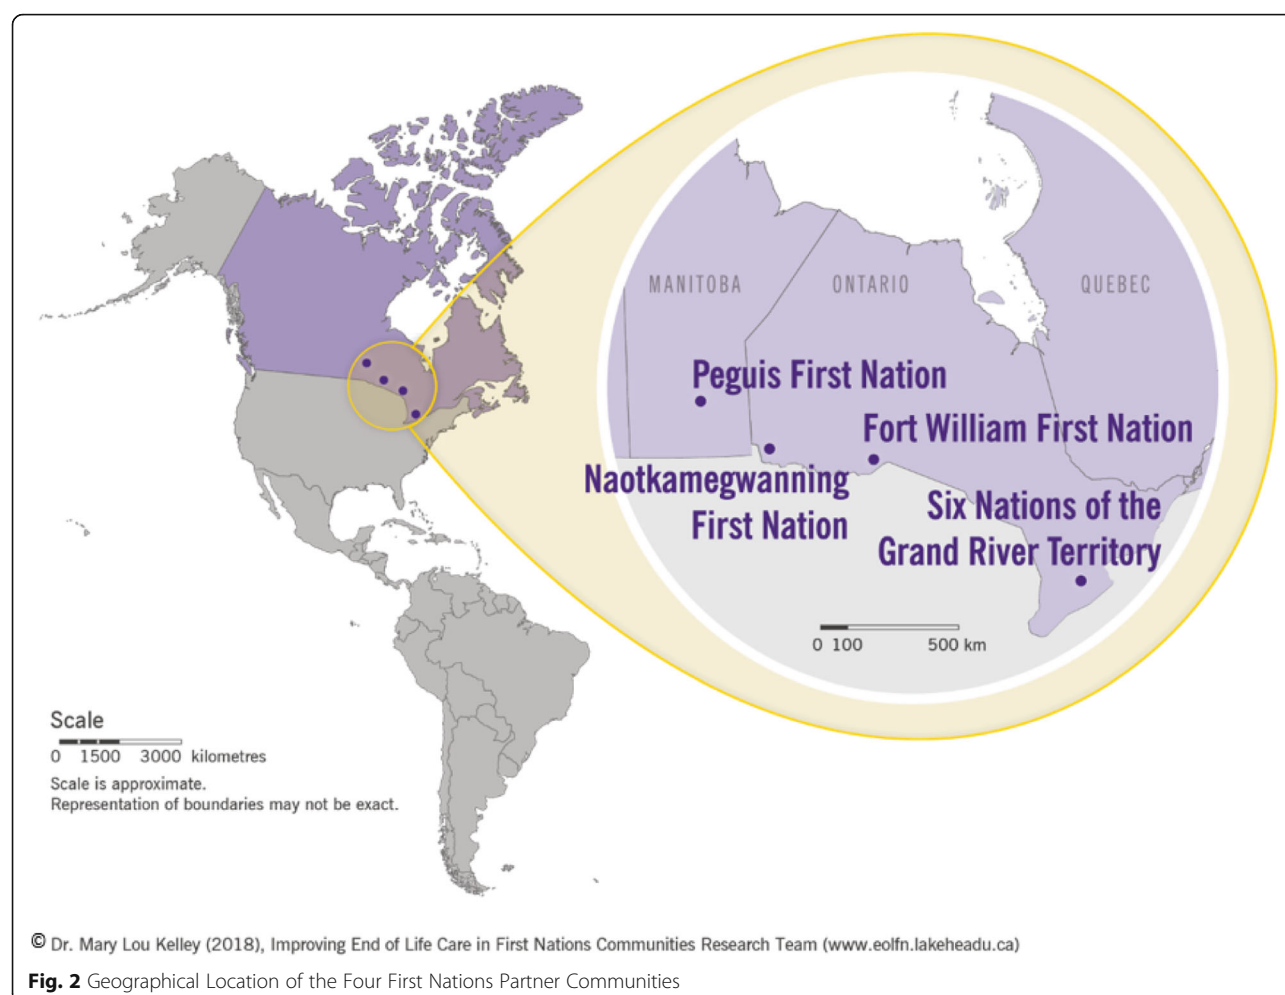 MANITOBA
ONTARIO
QUEBEC
Peguis First Nation
Fort William First Nation
Naotkamegwanning
First Nation
Six Nations of the
Grand River Territory
0 100 500 km
Scale
0 1500 3000 kilometres
Scale is approximate.
Representation of boundaries may not be exact.
© Dr. Mary Lou Kelley (2018), Improving End of Life Care in First Nations Communities Research Team (www.eolfn.lakeheadu.ca)
Fig. 2 Geographical Location of the Four First Nations Partner Communities